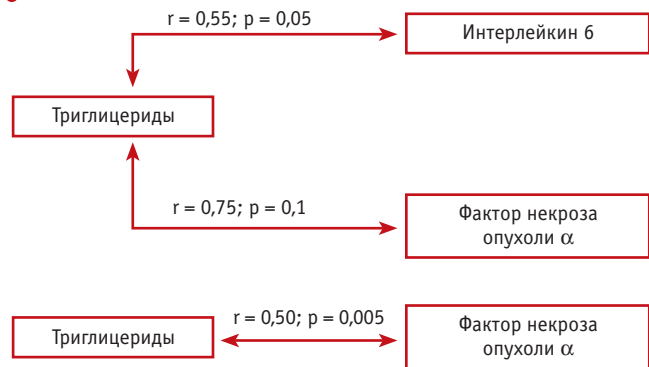 r = 0,55; p = 0,05
Интерлейкин 6
Триглицериды
r = 0,75; p = 0,1
Фактор некроза
опухоли α
Триглицериды
r = 0,50; p = 0,005
Фактор некроза
опухоли α